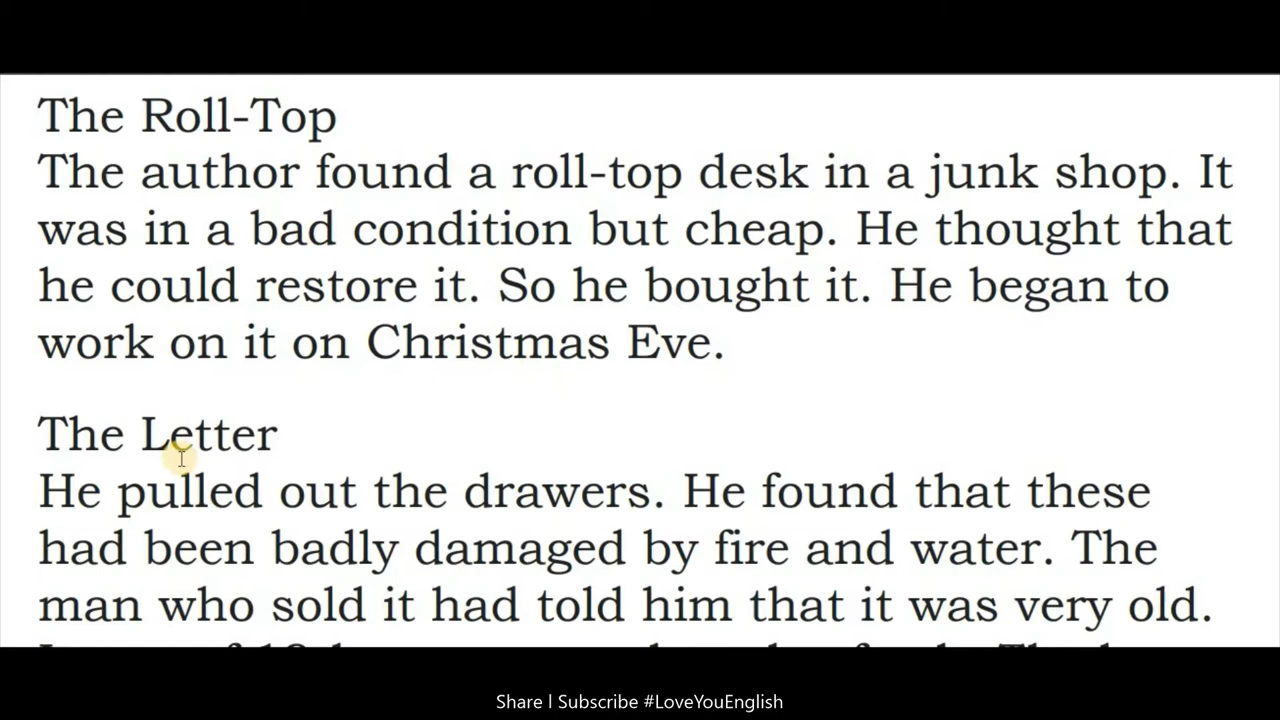 The Roll-Top
The author found a roll-top desk in a junk shop. It
was in a bad condition but cheap. He thought that
he could restore it. So he bought it. He began to
work on it on Christmas Eve.
The Letter
He pulled out the drawers. He found that these
had been badly damaged by fire and water. The
man who sold it had told him that it was very old.
Share | Subscribe #LoveYouEnglish